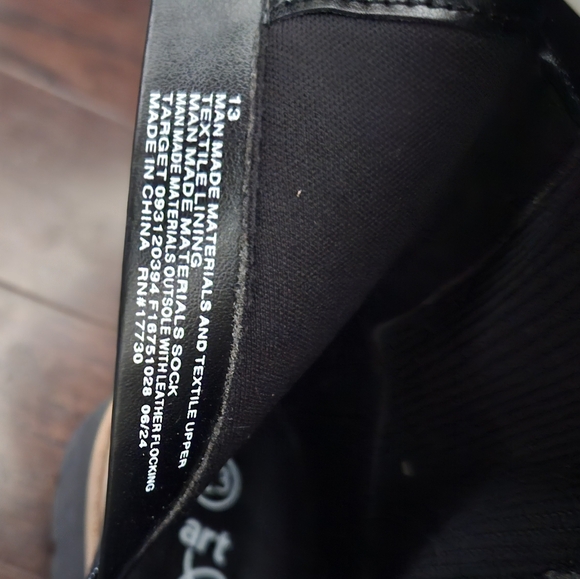 13
MAN MADE MATERIALS AND TEXTILE UPPER
TEXTILE LINING
MAN MADE MATERIALS SOCK
MAN MADE MATERIALS OUTSOLE WITH LEATHER FLOCKING
TARGET 093120394 F16751028 06/24
MADE IN CHINA RN#17730
art